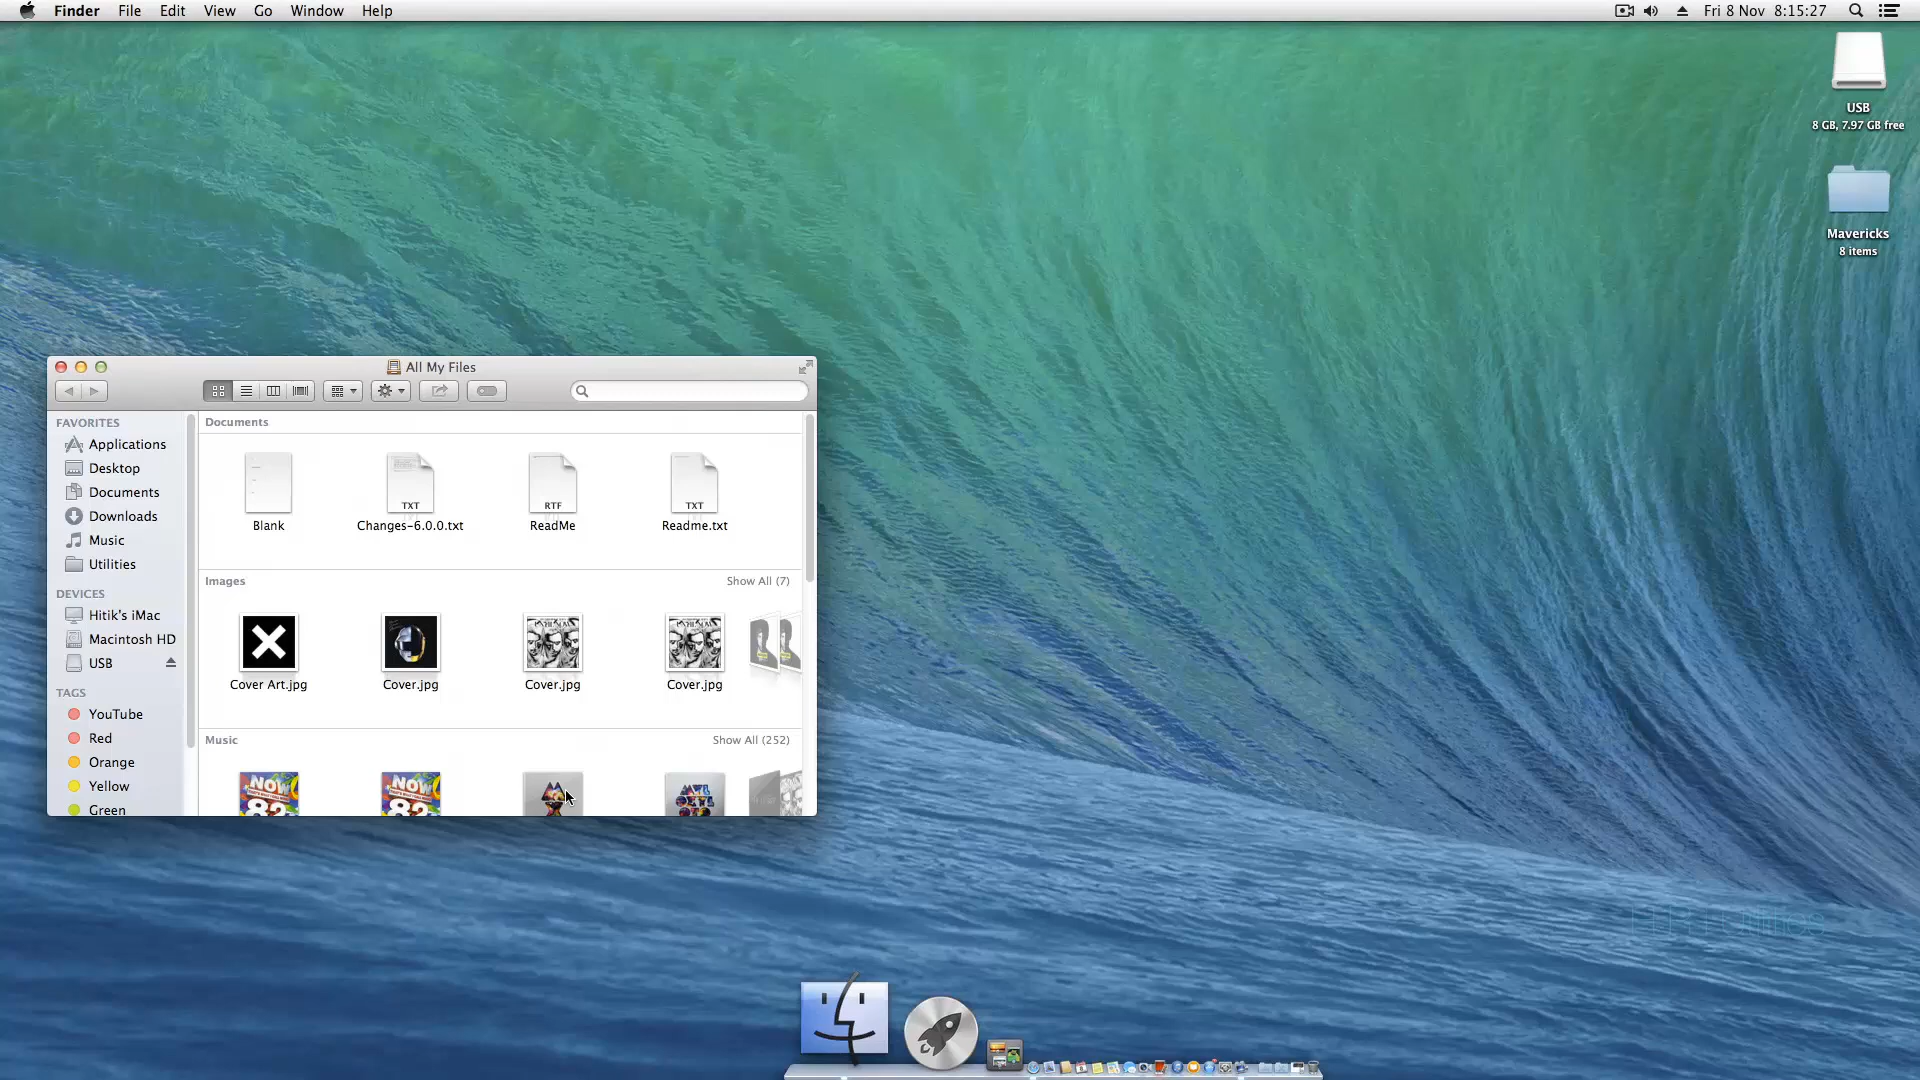 Finder File Edit View Go Window Help
Fri 8 Nov 8:15:27
USB
8 GB, 7.97 GB free
Mavericks
8 items
All My Files
FAVORITES
Applications
Desktop
Documents
Downloads
Music
Utilities
DEVICES
Hitik's iMac
Macintosh HD
USB
TAGS
YouTube
Red
Orange
Yellow
Green
Documents
TXT RTF TXT
Blank Changes-6.0.0.txt ReadMe Readme.txt
Images Show All (7)
Cover Art.jpg Cover.jpg Cover.jpg Cover.jpg
Music Show All (252)
NOW NOW